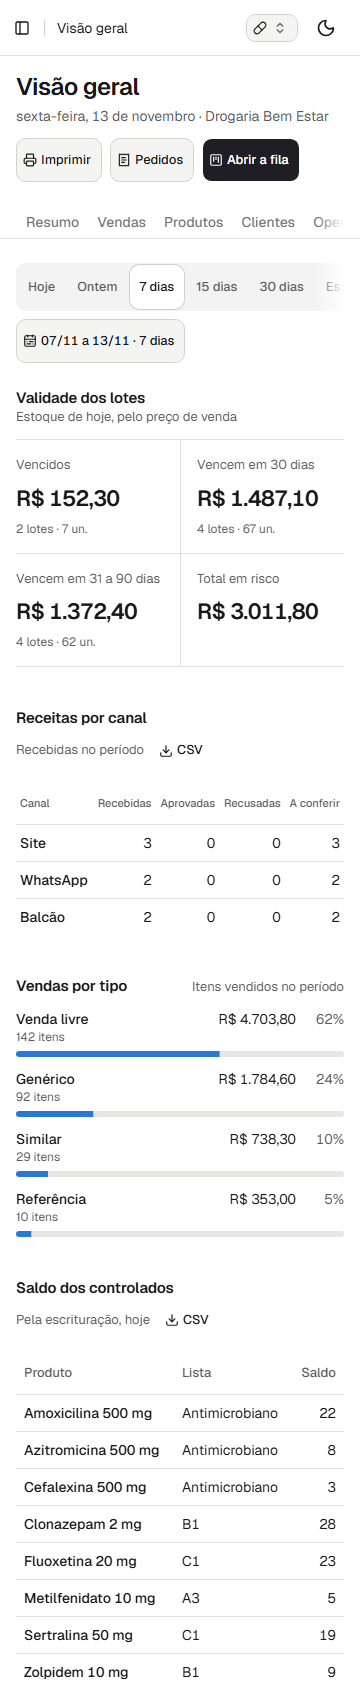 Visão geral
Visão geral
sexta-feira, 13 de novembro · Drogaria Bem Estar
Imprimir
Pedidos
Abrir a fila
Resumo Vendas Produtos Clientes Ope
Hoje Ontem 7 dias 15 dias 30 dias Es
07/11 a 13/11 · 7 dias
Validade dos lotes
Estoque de hoje, pelo preço de venda
Vencidos
R$ 152,30
2 lotes · 7 un.
Vencem em 30 dias
R$ 1.487,10
4 lotes · 67 un.
Vencem em 31 a 90 dias
R$ 1.372,40
4 lotes · 62 un.
Total em risco
R$ 3.011,80
Receitas por canal
Recebidas no período CSV
Canal Recebidas Aprovadas Recusadas A conferir
Site 3 0 0 3
WhatsApp 2 0 0 2
Balcão 2 0 0 2
Vendas por tipo Itens vendidos no período
Venda livre R$ 4.703,80 62%
142 itens
Genérico R$ 1.784,60 24%
92 itens
Similar R$ 738,30 10%
29 itens
Referência R$ 353,00 5%
10 itens
Saldo dos controlados
Pela escrituração, hoje CSV
Produto Lista Saldo
Amoxicilina 500 mg Antimicrobiano 22
Azitromicina 500 mg Antimicrobiano 8
Cefalexina 500 mg Antimicrobiano 3
Clonazepam 2 mg B1 28
Fluoxetina 20 mg C1 23
Metilfenidato 10 mg A3 5
Sertralina 50 mg C1 19
Zolpidem 10 mg B1 9